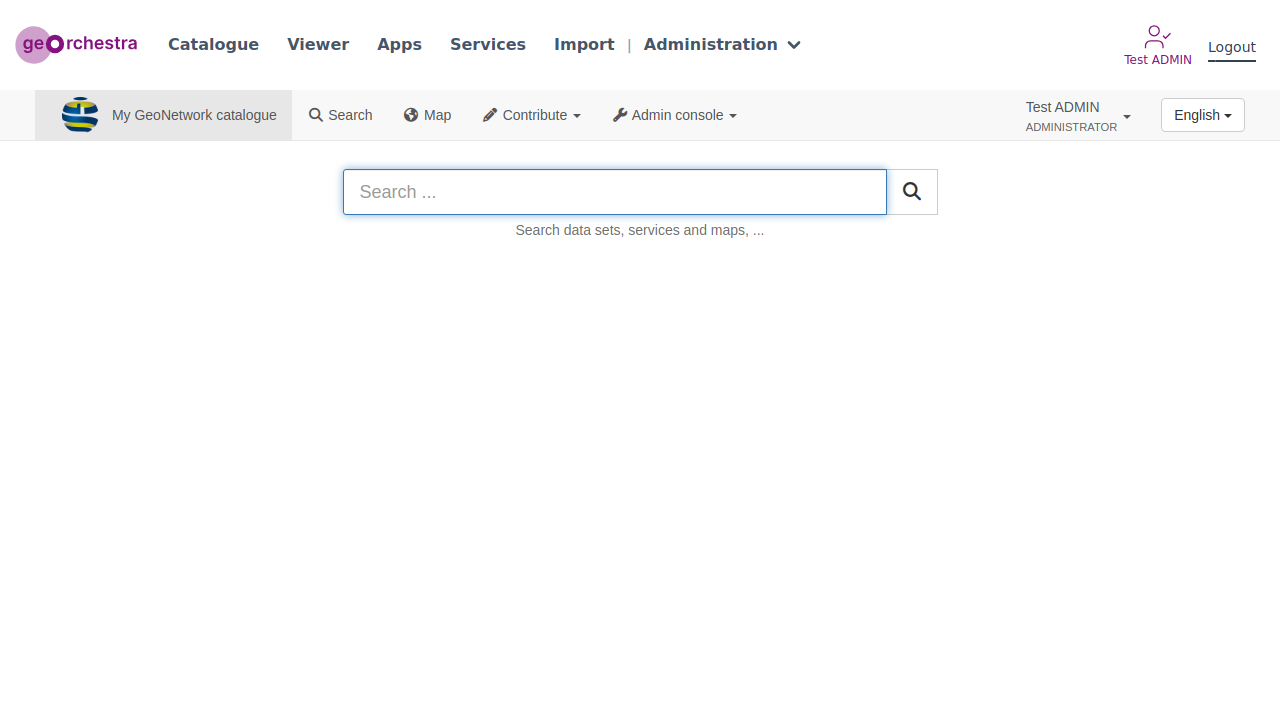 geOrchestra Catalogue Viewer Apps Services Import | Administration
Test ADMIN
Logout
My GeoNetwork catalogue Search Map Contribute Admin console
Test ADMIN
ADMINISTRATOR
English
Search ...
Search data sets, services and maps, ...